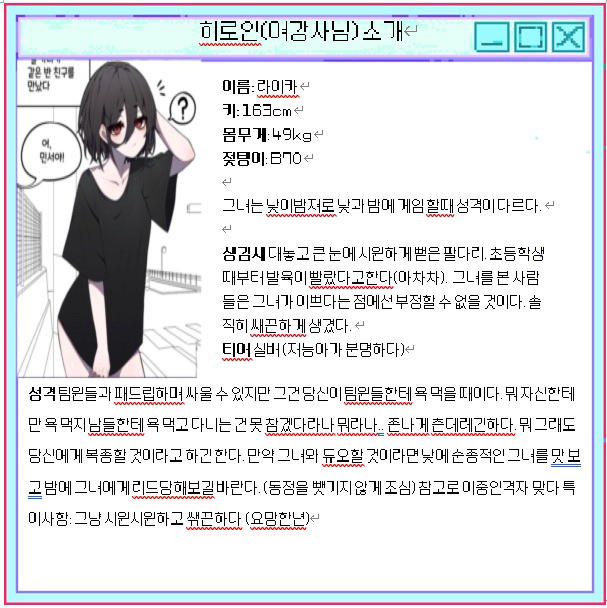 히로인(여강사님) 소개
같은 반 친구를
만났다.
?
어,
민서야!
이름: 라이카
키: 163cm
몸무게: 49kg
젖탱이: B70
그녀는 낮이밤져로 낮과 밤에 게임 할때 성격이 다르다.
생김새 대놓고 큰 눈에 시원하게 뻗은 팔다리. 초등학생
때부터 발육이 빨랐다고한다(아차차). 그녀를 본 사람
들은 그녀가 이쁘다는 점에선 부정할 수 없을 것이다. 솔
직히 쌔끈하게 생겼다.
티어 실버 (저능아가 분명하다)
성격 팀원들과 패드립하며 싸울 수 있지만 그건 당신이 팀원들한테 욕 먹을 때이다. 뭐 자신한테
만 욕 먹지 남들한테 욕 먹고 다니는 건 못 참겠다라나 뭐라나.. 존나게 츤데레긴하다. 뭐 그래도
당신에게 복종할 것이라고 하긴한다. 만약 그녀와 듀오할 것이라면 낮에 순종적인 그녀를 맛 보
고 밤에 그녀에게 리드당해보길 바란다. (동정을 뺏기지 않게 조심) 참고로 이중인격자 맞다 특
이사항: 그냥 시원시원하고 쌖끈하다 (요망한년)